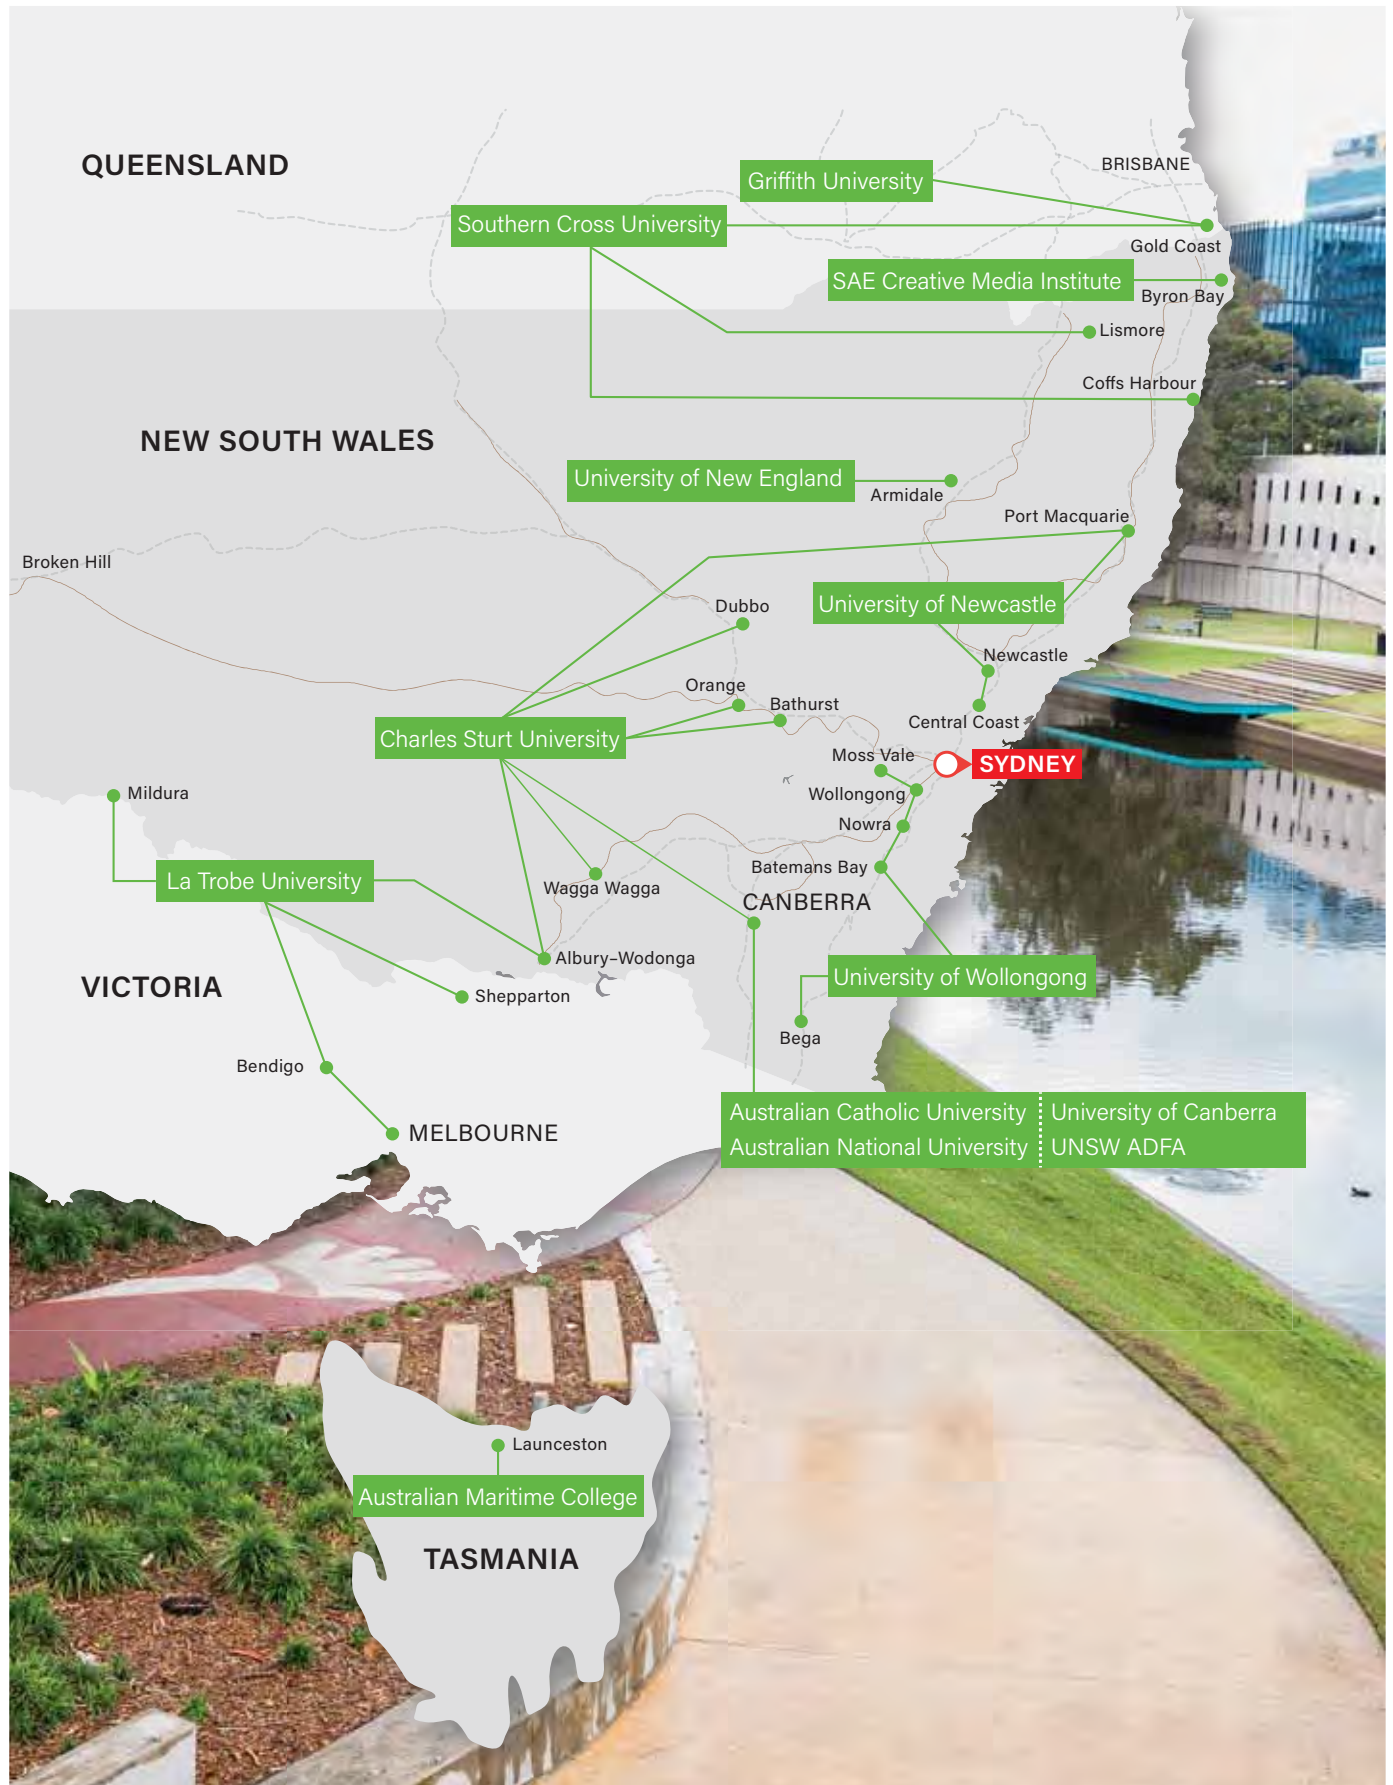 QUEENSLAND
BRISBANE
Griffith University
Southern Cross University
Gold Coast
SAE Creative Media Institute
Byron Bay
Lismore
Coffs Harbour
NEW SOUTH WALES
University of New England
Armidale
Port Macquarie
Broken Hill
Dubbo
University of Newcastle
Newcastle
Orange
Bathurst
Central Coast
Charles Sturt University
Moss Vale
SYDNEY
Mildura
Wollongong
Nowra
Batemans Bay
La Trobe University
Wagga Wagga
CANBERRA
Albury–Wodonga
University of Wollongong
VICTORIA
Shepparton
Bega
Bendigo
Australian Catholic University
University of Canberra
MELBOURNE
Australian National University
UNSW ADFA
Launceston
Australian Maritime College
TASMANIA